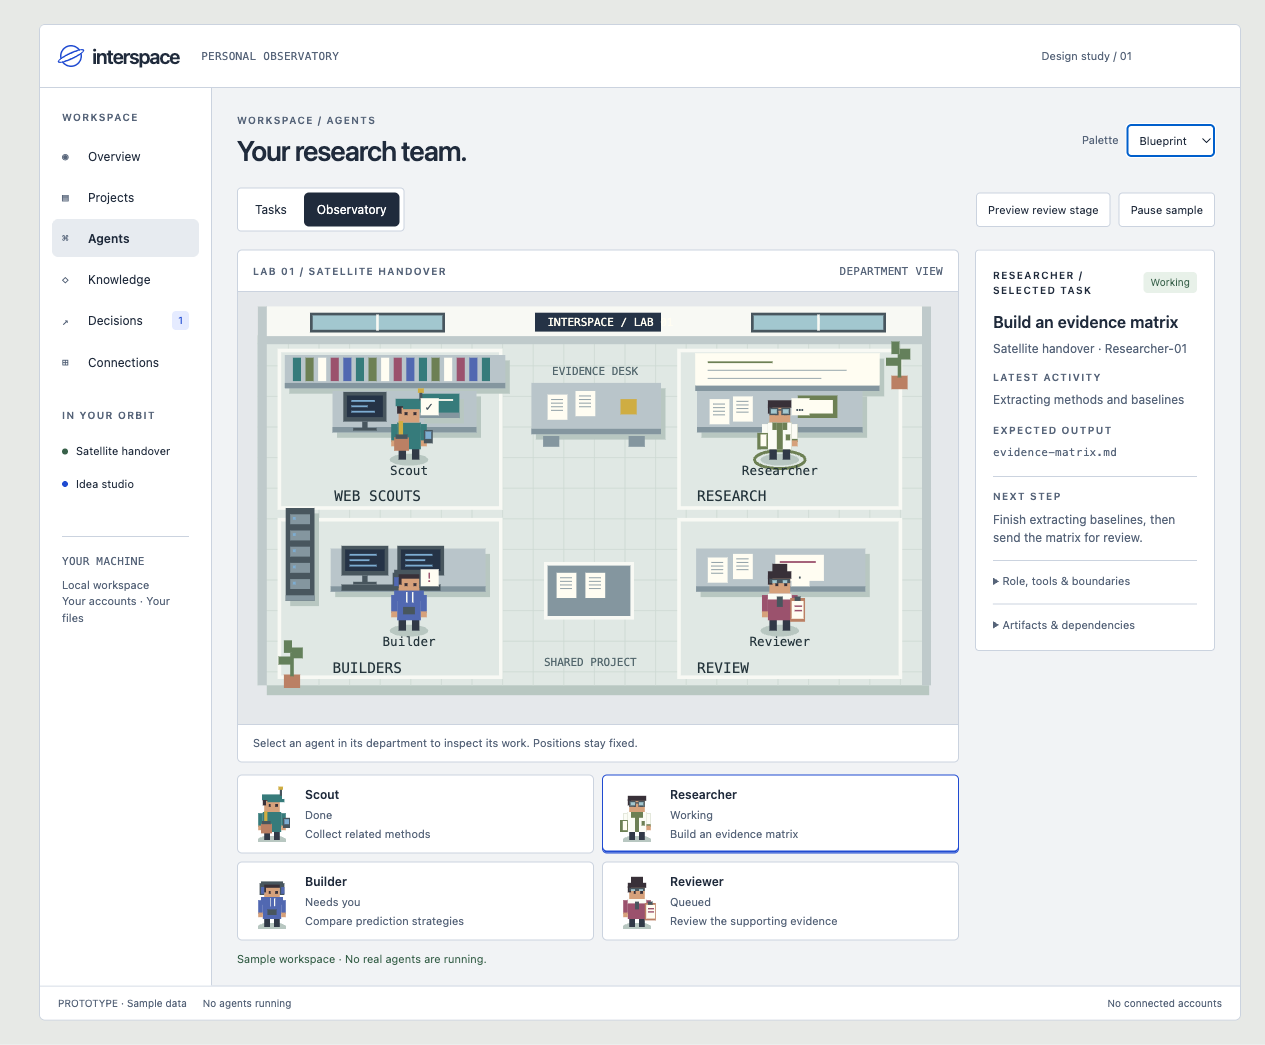 interspace
PERSONAL OBSERVATORY
Design study / 01
WORKSPACE
Overview
Projects
Agents
Knowledge
Decisions
1
Connections
IN YOUR ORBIT
Satellite handover
Idea studio
YOUR MACHINE
Local workspace
Your accounts · Your
files
WORKSPACE / AGENTS
Your research team.
Palette
Blueprint
Tasks
Observatory
Preview review stage
Pause sample
LAB 01 / SATELLITE HANDOVER
DEPARTMENT VIEW
INTERSPACE / LAB
EVIDENCE DESK
Scout
WEB SCOUTS
Researcher
RESEARCH
Builder
BUILDERS
SHARED PROJECT
Reviewer
REVIEW
Select an agent in its department to inspect its work. Positions stay fixed.
Scout
Done
Collect related methods
Researcher
Working
Build an evidence matrix
Builder
Needs you
Compare prediction strategies
Reviewer
Queued
Review the supporting evidence
Sample workspace · No real agents are running.
RESEARCHER /
SELECTED TASK
Working
Build an evidence matrix
Satellite handover · Researcher-01
LATEST ACTIVITY
Extracting methods and baselines
EXPECTED OUTPUT
evidence-matrix.md
NEXT STEP
Finish extracting baselines, then
send the matrix for review.
Role, tools & boundaries
Artifacts & dependencies
PROTOTYPE · Sample data
No agents running
No connected accounts